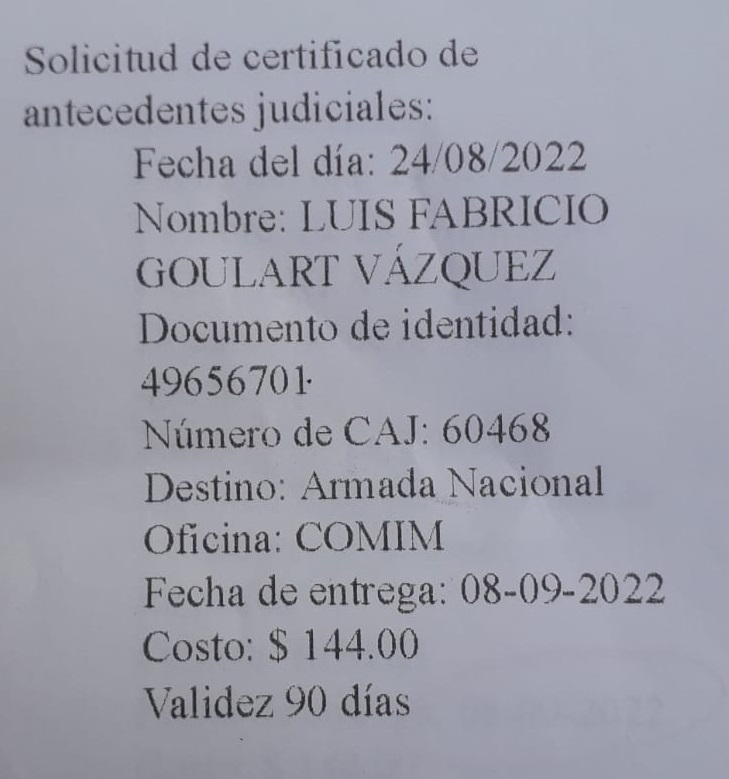 Solicitud de certificado de
antecedentes judiciales:
Fecha del día: 24/08/2022
Nombre: LUIS FABRICIO
GOULART VÁZQUEZ
Documento de identidad:
49656701
Número de CAJ: 60468
Destino: Armada Nacional
Oficina: COMIM
Fecha de entrega: 08-09-2022
Costo: $ 144.00
Validez 90 días